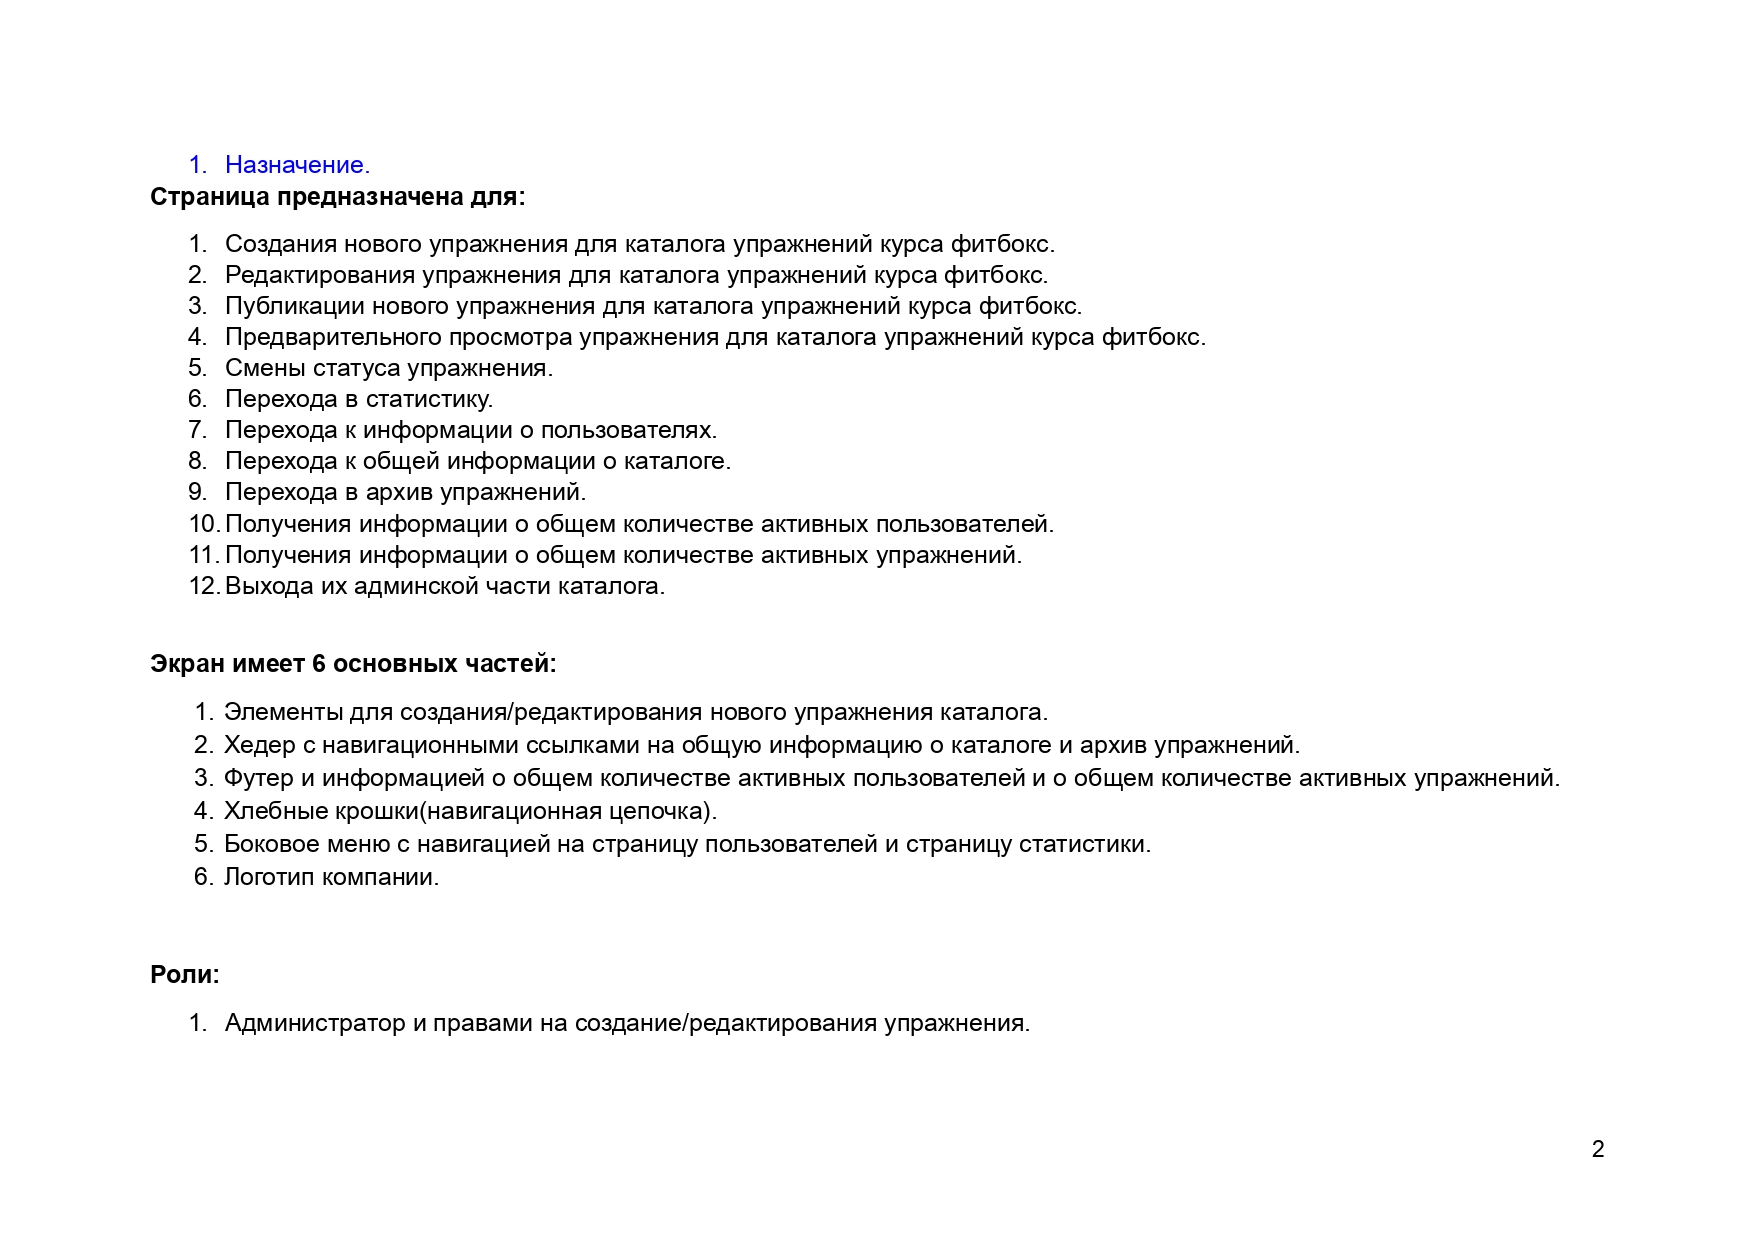 1. Назначение.
Страница предназначена для:
1. Создания нового упражнения для каталога упражнений курса фитбокс.
2. Редактирования упражнения для каталога упражнений курса фитбокс.
3. Публикации нового упражнения для каталога упражнений курса фитбокс.
4. Предварительного просмотра упражнения для каталога упражнений курса фитбокс.
5. Смены статуса упражнения.
6. Перехода в статистику.
7. Перехода к информации о пользователях.
8. Перехода к общей информации о каталоге.
9. Перехода в архив упражнений.
10. Получения информации о общем количестве активных пользователей.
11. Получения информации о общем количестве активных упражнений.
12. Выхода их админской части каталога.
Экран имеет 6 основных частей:
1. Элементы для создания/редактирования нового упражнения каталога.
2. Хедер с навигационными ссылками на общую информацию о каталоге и архив упражнений.
3. Футер и информацией о общем количестве активных пользователей и о общем количестве активных упражнений.
4. Хлебные крошки(навигационная цепочка).
5. Боковое меню с навигацией на страницу пользователей и страницу статистики.
6. Логотип компании.
Роли:
1. Администратор и правами на создание/редактирования упражнения.
2